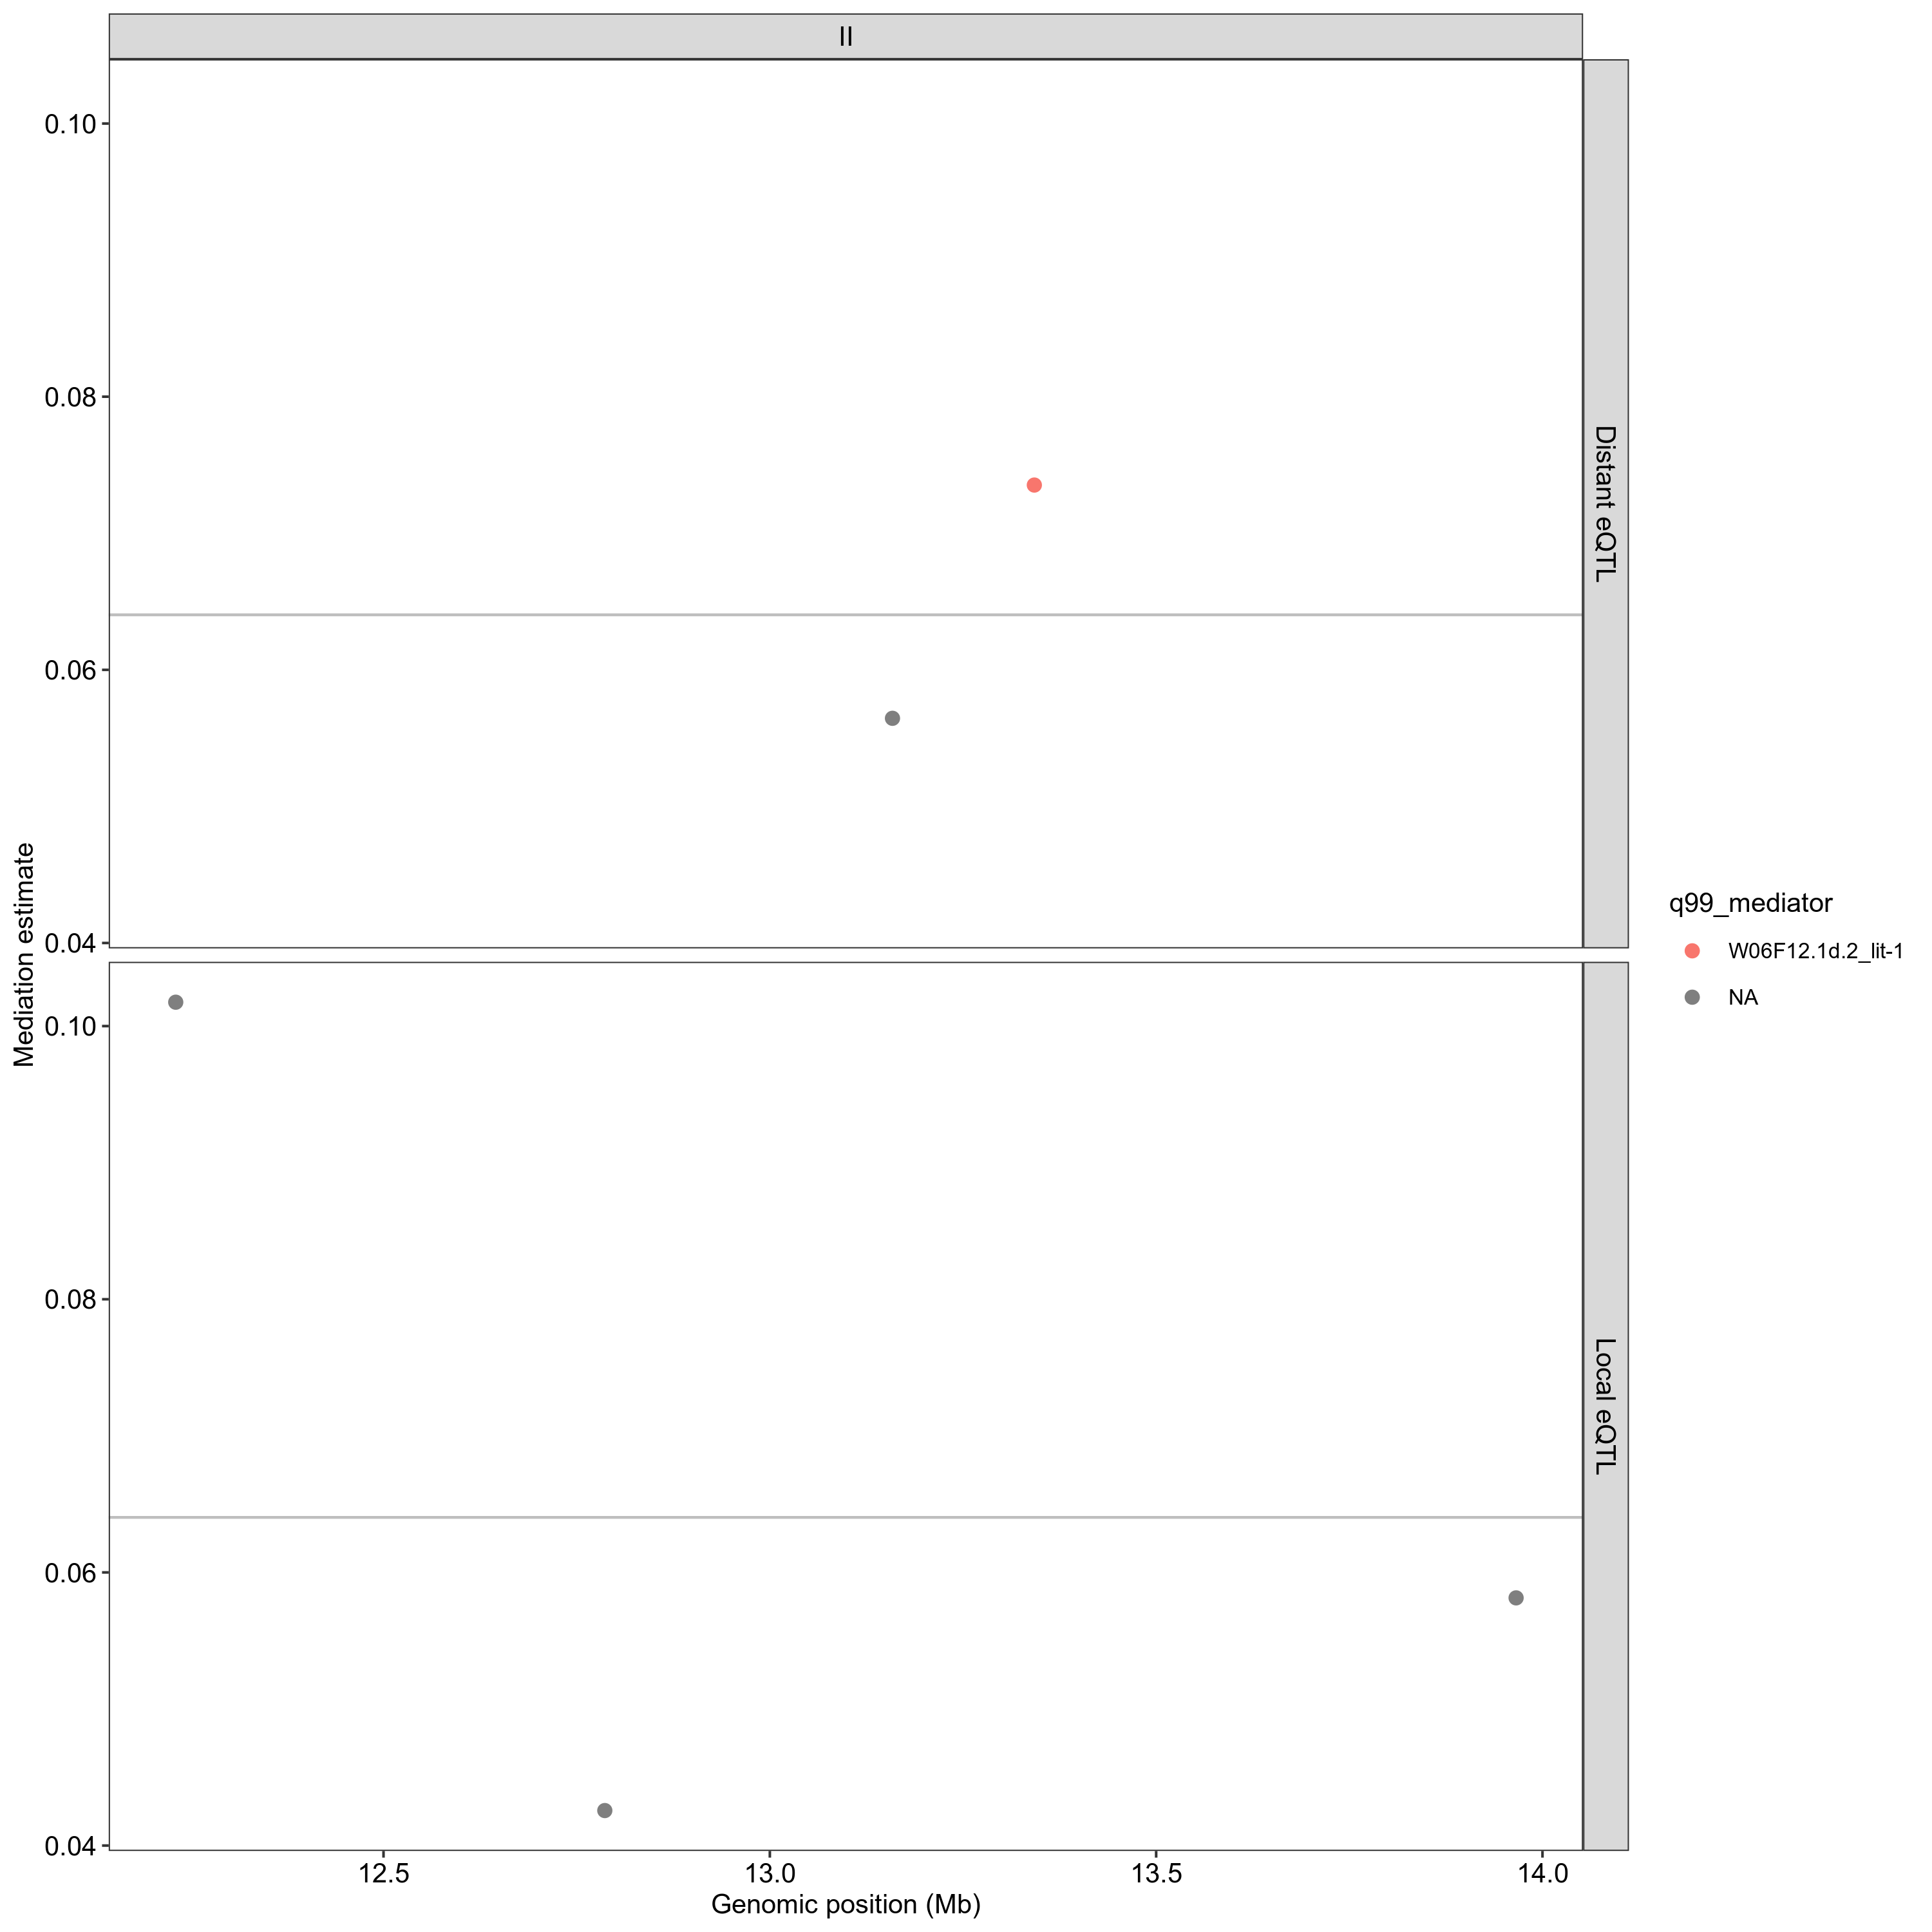 II
0.10
0.08
0.06
0.04
Distant eQTL
Mediation estimate
0.10
0.08
0.06
0.04
Local eQTL
12.5 13.0 13.5 14.0
Genomic position (Mb)
q99_mediator
W06F12.1d.2_lit-1
NA